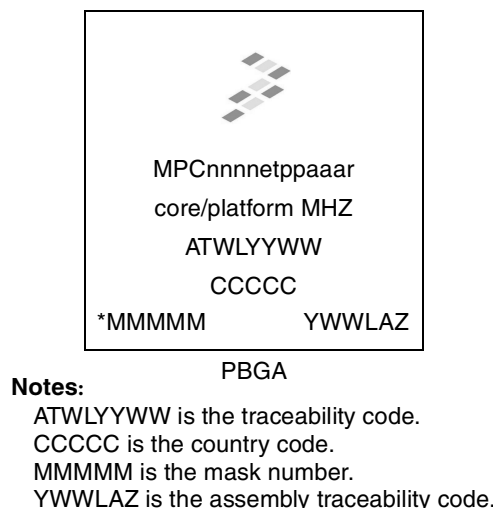 MPCnnnnetppaaar
core/platform MHZ
ATWLYYWW
CCCCC
*MMMMM YWWLAZ
PBGA
Notes:
ATWLYYWW is the traceability code.
CCCCC is the country code.
MMMMM is the mask number.
YWWLAZ is the assembly traceability code.